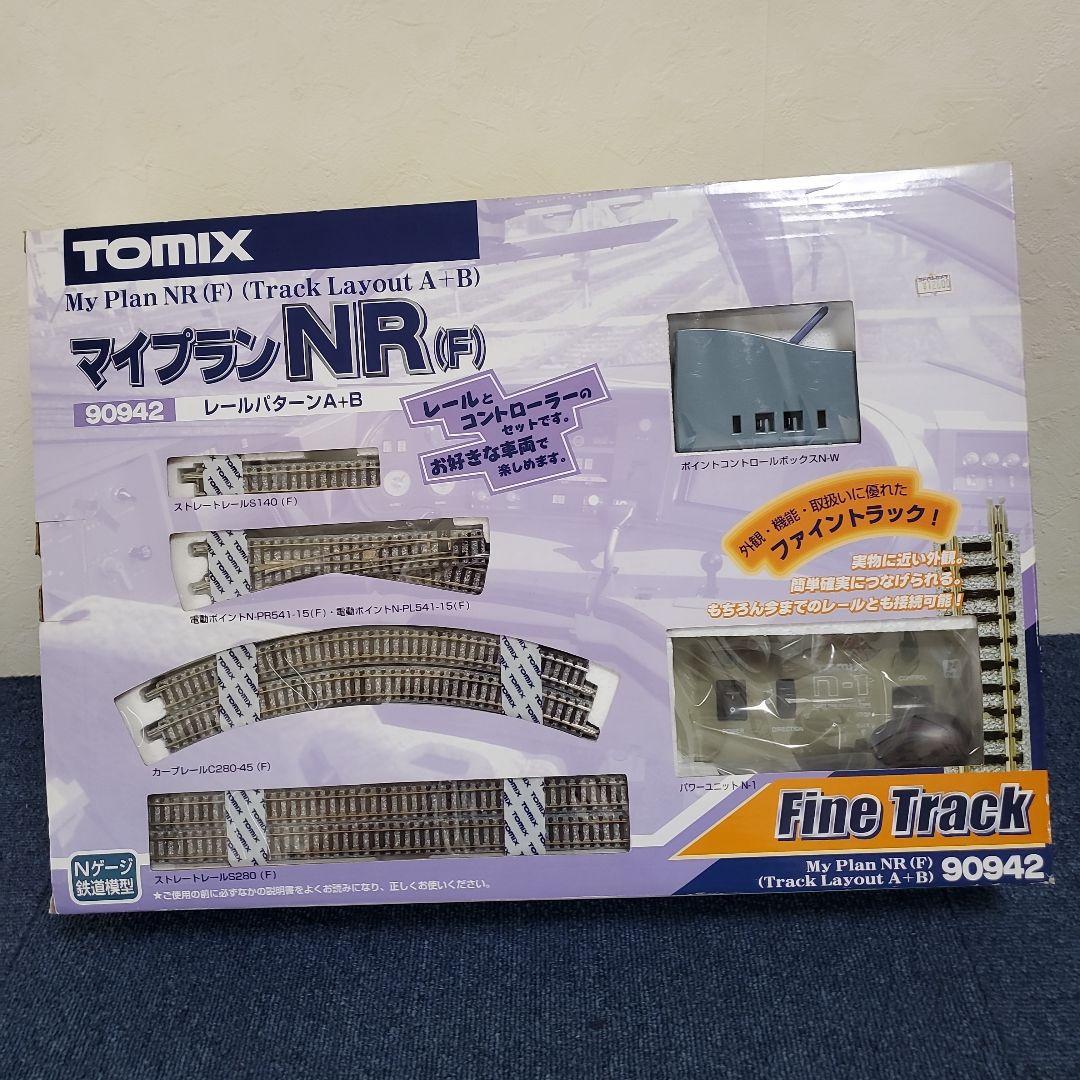 TOMIX
My Plan NR (F) (Track Layout A+B)
マイプランNR(F)
90942 レールパターンA+B
レールと
コントローラーの
セットです。
お好きな車両で
楽しめます。
TOMIX
ストレートレールS140 (F)
TOMIX
電動ポイントN-PR541-15(F)・電動ポイントN-PL541-15(F)
TOMIX
カーブレールC280-45 (F)
TOMIX
ストレートレールS280 (F)
Nゲージ
鉄道模型
★ご使用の前に必ずなかの説明書をよくお読みになり、正しくお使いください。
ポイントコントロールボックスN-W
外観・機能・取扱いに優れた
ファイントラック!
実物に近い外観。
簡単確実につなげられる。
もちろん今までのレールとも接続可能!
n-1
DIRECTION
パワーユニット N-1
Fine Track
My Plan NR (F)
(Track Layout A+B) 90942